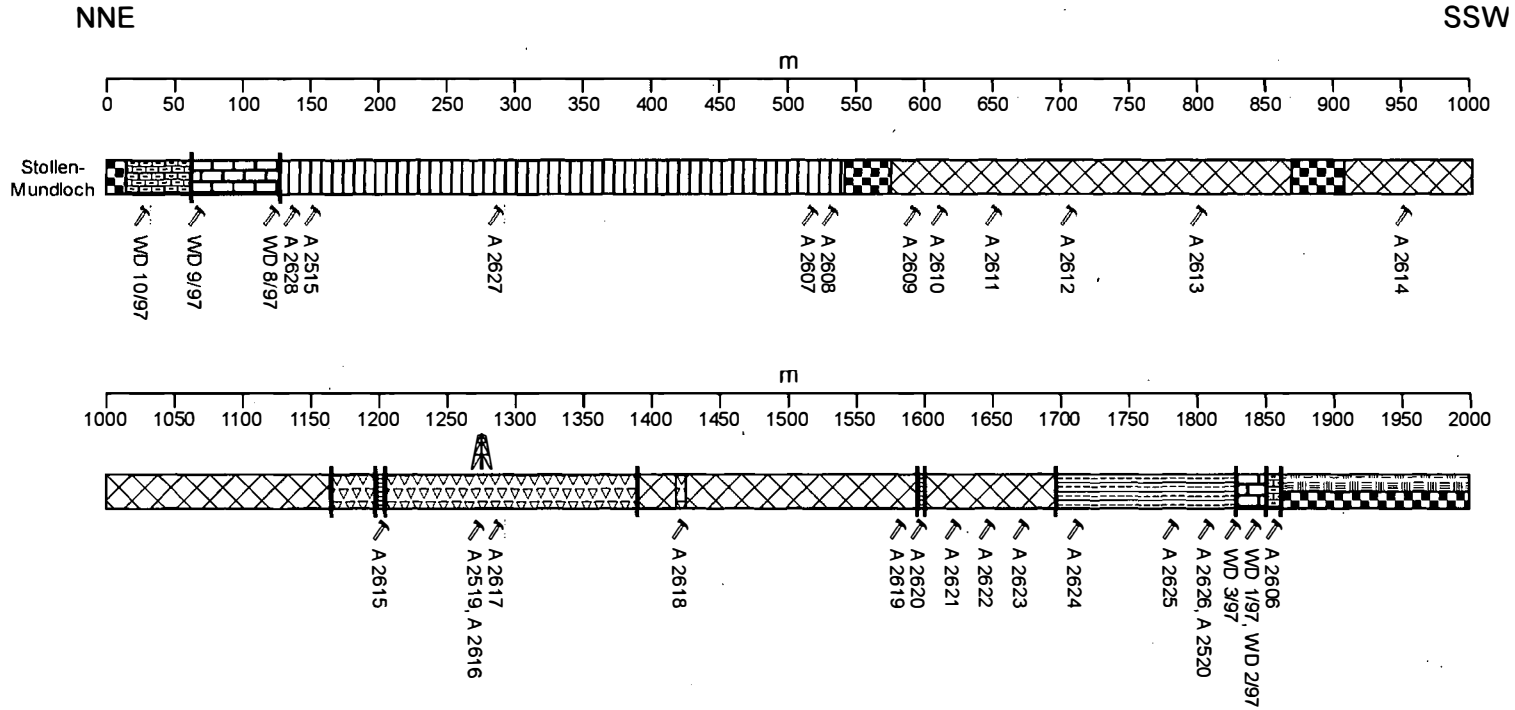 NNE SSW
m
0 50 100 150 200 250 300 350 400 450 500 550 600 650 700 750 800 850 900 950 1000
Stollen-
Mundloch
WD 10/97
WD 9/97
WD 8/97
A 2628
A 2515
A 2627
A 2607
A 2608
A 2609
A 2610
A 2611
A 2612
A 2613
A 2614
m
1000 1050 1100 1150 1200 1250 1300 1350 1400 1450 1500 1550 1600 1650 1700 1750 1800 1850 1900 1950 2000
A 2615
A 2519, A 2616
A 2617
A 2618
A 2619
A 2620
A 2621
A 2622
A 2623
A 2624
A 2625
A 2626, A 2520
WD 3/97
WD 1/97, WD 2/97
A 2606